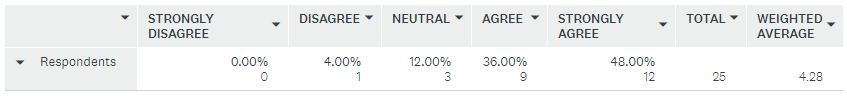 STRONGLY DISAGREE NEUTRAL AGREE STRONGLY TOTAL WEIGHTED
DISAGREE AGREE AVERAGE
Respondents 0.00% 4.00% 12.00% 36.00% 48.00%
0 1 3 9 12 25 4.28